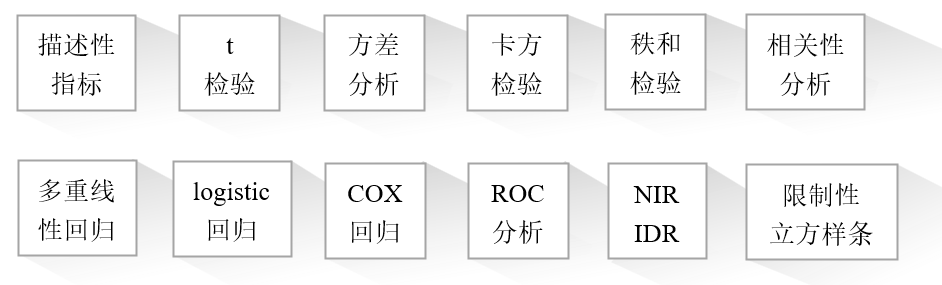 描述性
指标
t
检验
方差
分析
卡方
检验
秩和
检验
相关性
分析
多重线
性回归
logistic
回归
COX
回归
ROC
分析
NIR
IDR
限制性
立方样条